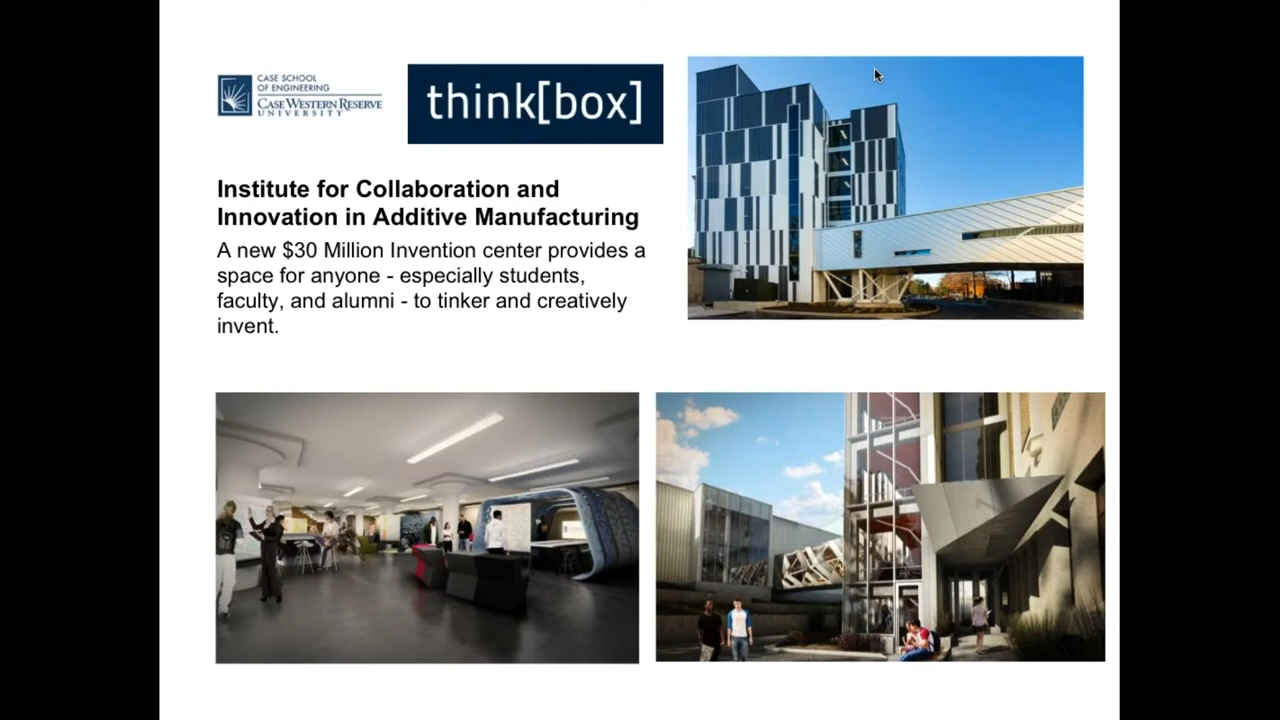 CASE SCHOOL
OF ENGINEERING
CASE WESTERN RESERVE
UNIVERSITY
think[box]
Institute for Collaboration and
Innovation in Additive Manufacturing
A new $30 Million Invention center provides a
space for anyone - especially students,
faculty, and alumni - to tinker and creatively
invent.